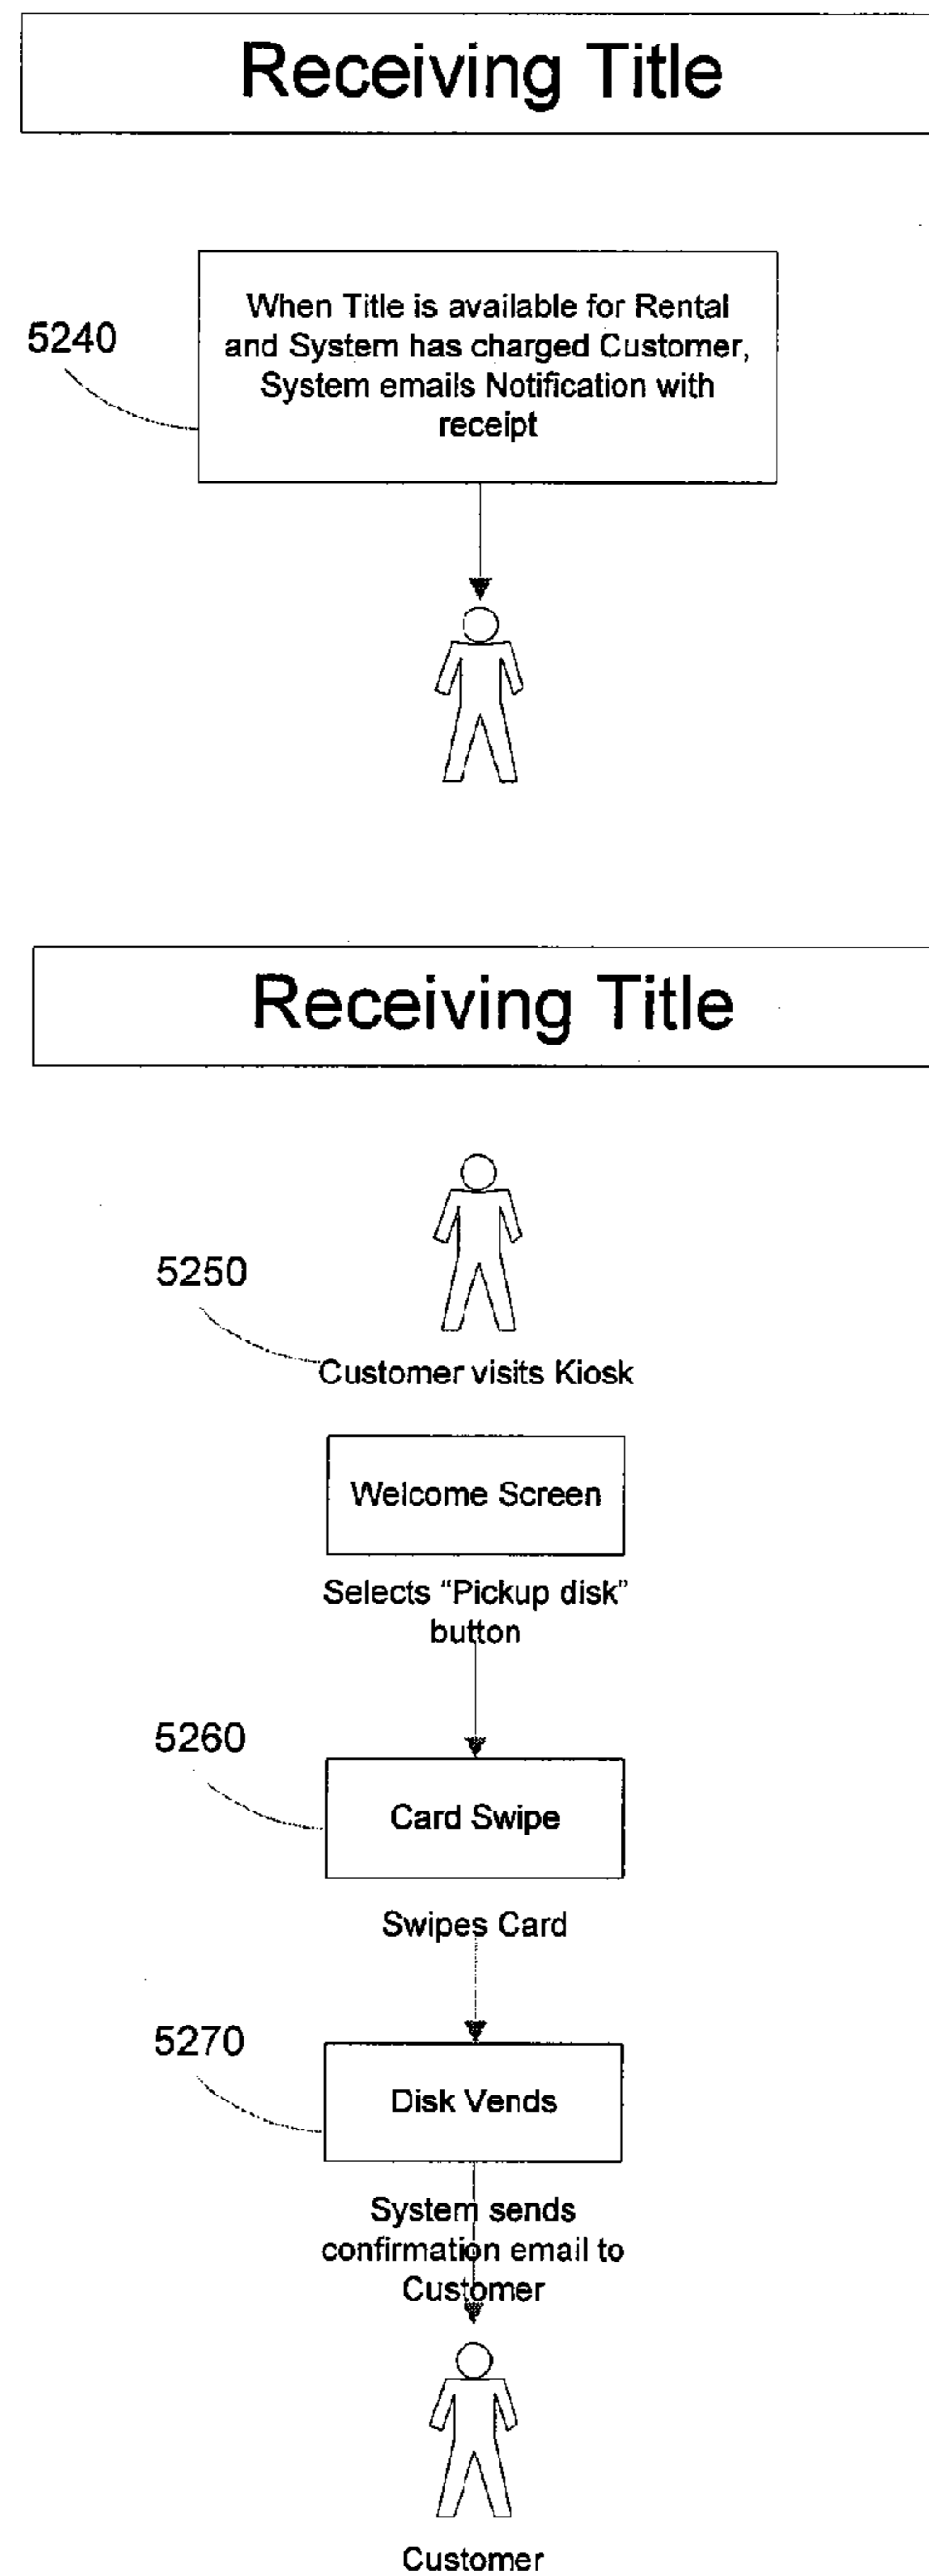 Receiving Title
5240
When Title is available for Rental
and System has charged Customer,
System emails Notification with
receipt
Receiving Title
5250
Customer visits Kiosk
Welcome Screen
Selects “Pickup disk”
button
5260
Card Swipe
Swipes Card
5270
Disk Vends
System sends
confirmation email to
Customer
Customer